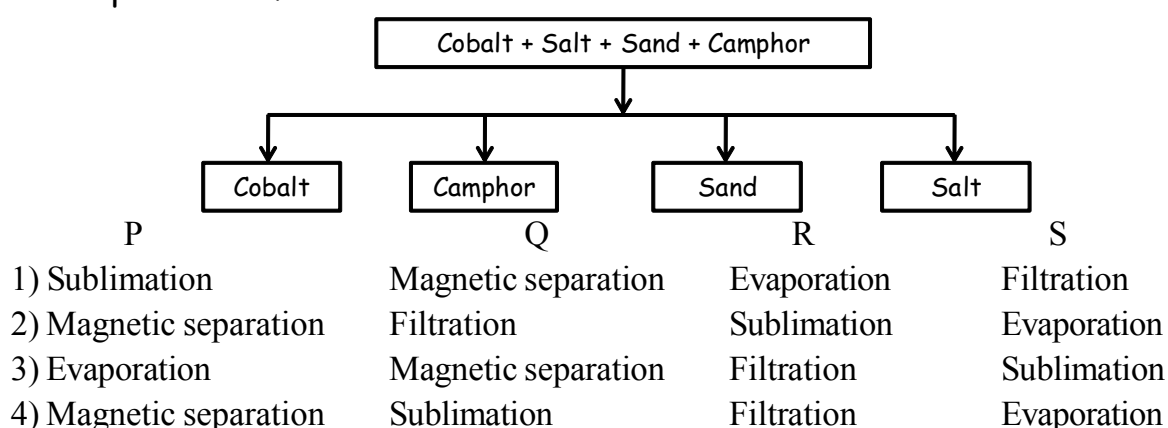 Cobalt + Salt + Sand + Camphor
Cobalt Camphor Sand Salt
P Q R S
1) Sublimation Magnetic separation Evaporation Filtration
2) Magnetic separation Filtration Sublimation Evaporation
3) Evaporation Magnetic separation Filtration Sublimation
4) Magnetic separation Sublimation Filtration Evaporation